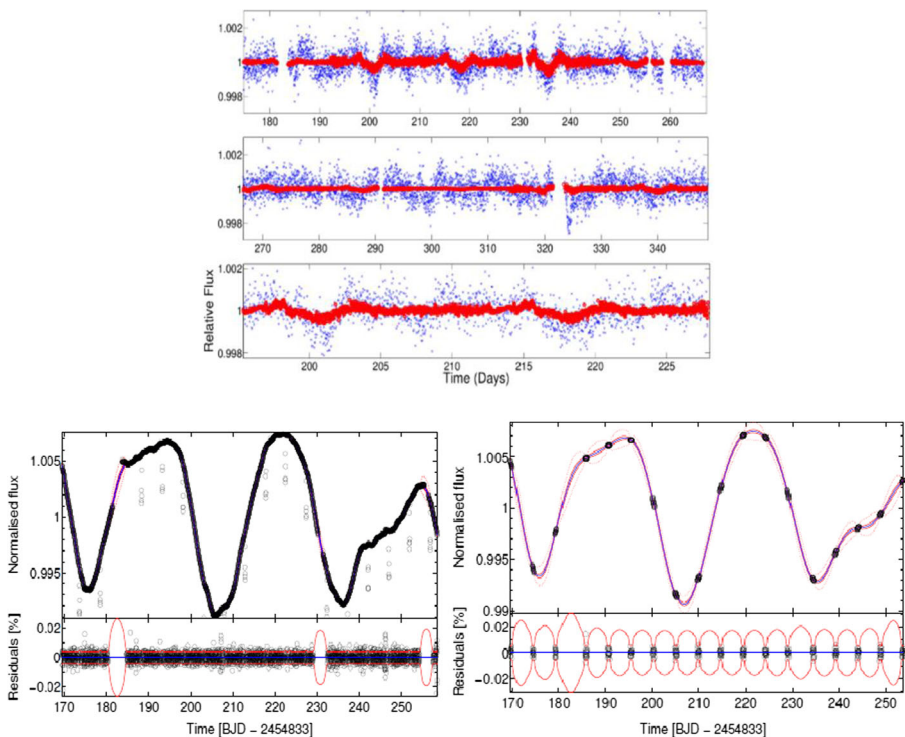 1.002
1
0.998
180 190 200 210 220 230 240 250 260
1.002
1
0.998
270 280 290 300 310 320 330 340
Relative Flux
1.002
1
0.998
200 205 210 215 220 225
Time (Days)
Normalised flux
1.005
1
0.995
Residuals [%]
0.02
0
−0.02
170 180 190 200 210 220 230 240 250
Time [BJD − 2454833]
Normalised flux
1.005
1
0.995
0.99
Residuals [%]
0.02
0
−0.02
170 180 190 200 210 220 230 240 250
Time [BJD − 2454833]